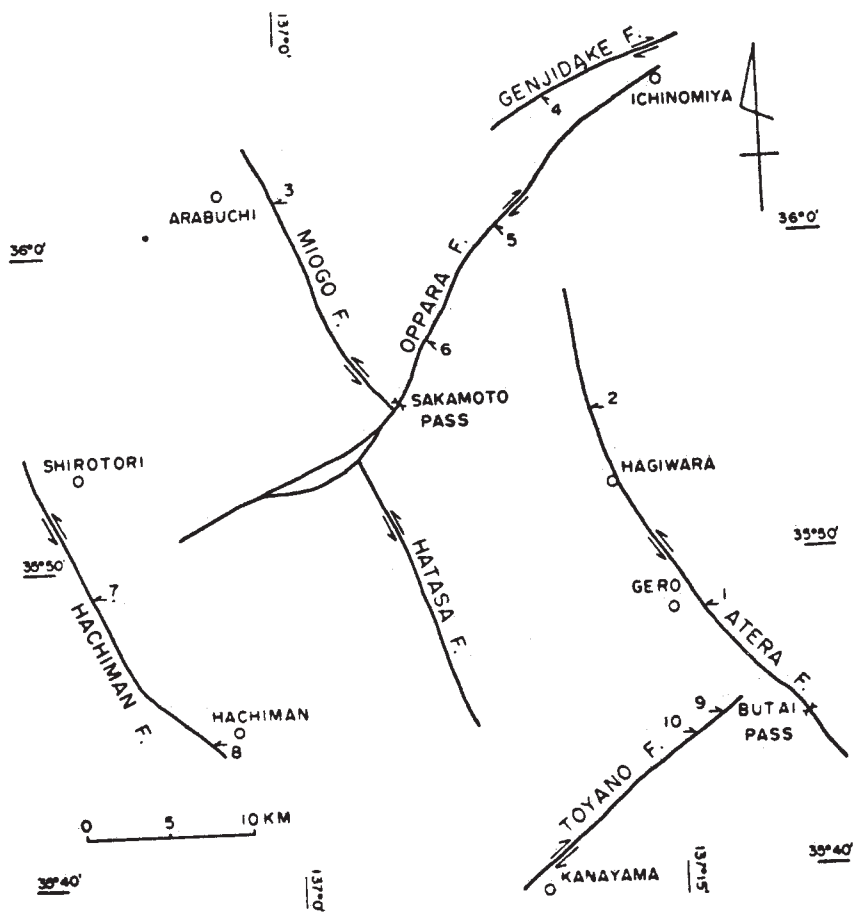 137°0'
GENJIDAKE F.
4
ICHINOMIYA
3
ARABUCHI
36°0'
36°0'
5
MIOGO F.
OPPARA F.
6
SAKAMOTO
PASS
2
SHIROTORI
HAGIWARA
35°50'
35°50'
HATASA F.
7
GERO
1
HACHIMAN F.
ATERA F.
HACHIMAN
8
9
10
BUTAI
PASS
TOYANO F.
0 5 10 KM
35°40'
137°0'
KANAYAMA
137°15'
35°40'